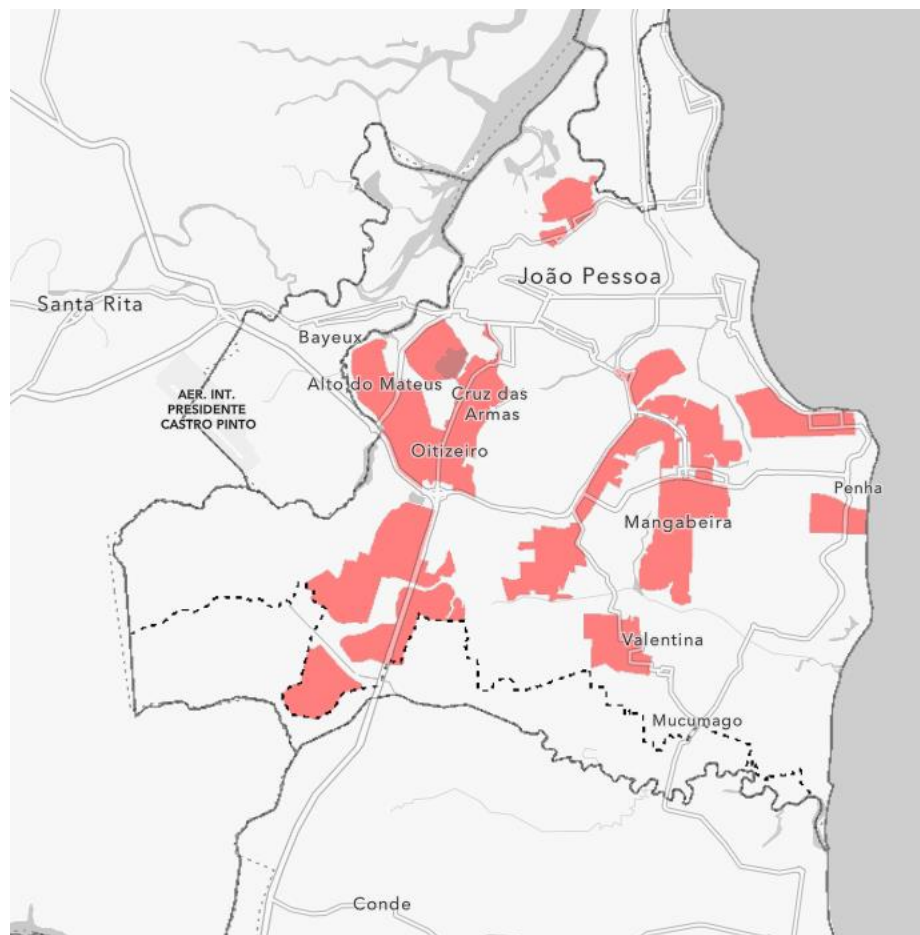 João Pessoa
Santa Rita
Bayeux
Alto do Mateus
AER. INT.
PRESIDENTE
CASTRO PINTO
Cruz das
Armas
Oitizeiro
Penha
Mangabeira
Valentina
Mucumago
Conde